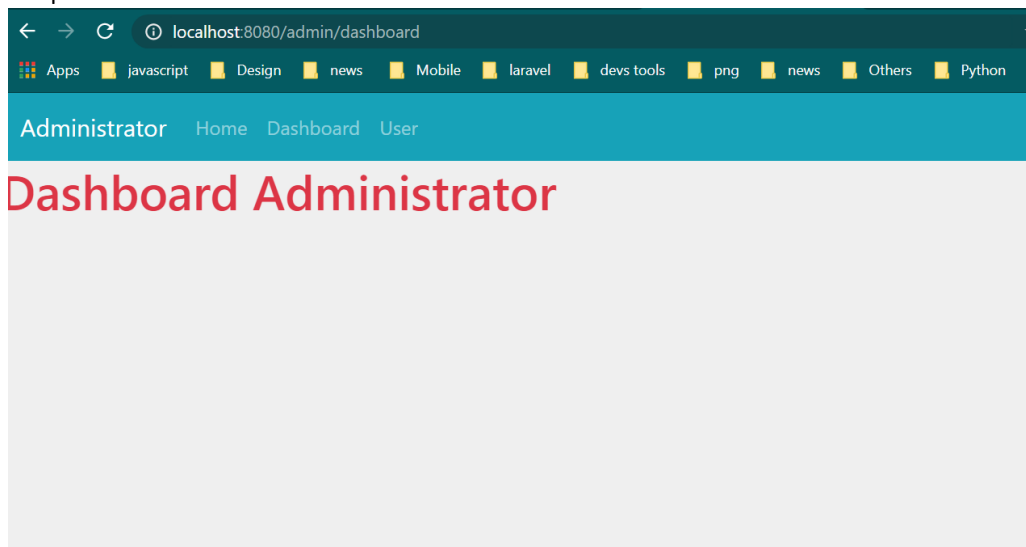 localhost:8080/admin/dashboard
Apps javascript Design news Mobile laravel devs tools png news Others Python
Administrator Home Dashboard User
Dashboard Administrator